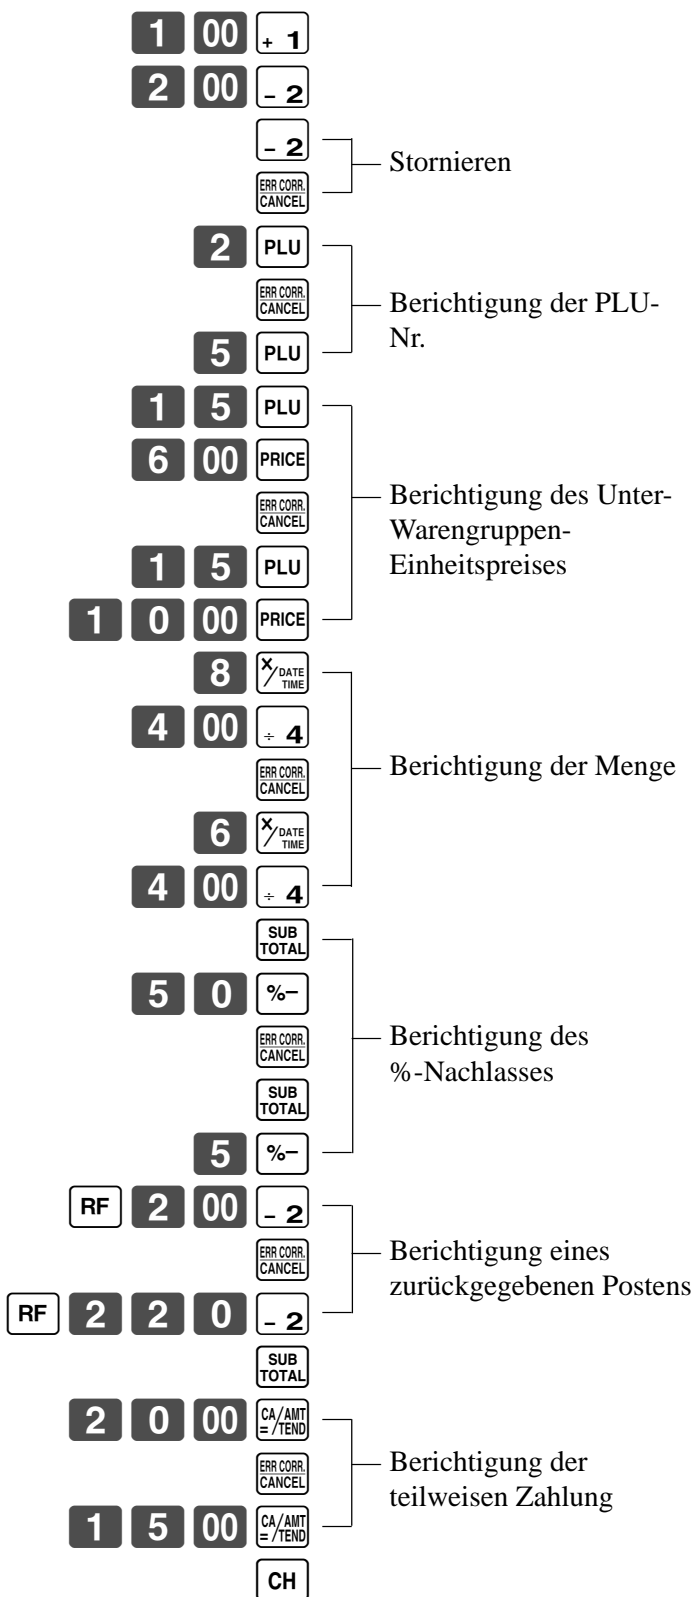 1 00 + 1
2 00 - 2
- 2
Stornieren
ERR CORR. CANCEL
2 PLU
ERR CORR. CANCEL
Berichtigung der PLU-
Nr.
5 PLU
1 5 PLU
6 00 PRICE
ERR CORR. CANCEL
Berichtigung des Unter-
Warengruppen-
Einheitspreises
1 5 PLU
1 0 00 PRICE
8 X/DATE TIME
4 00 ÷ 4
ERR CORR. CANCEL
Berichtigung der Menge
6 X/DATE TIME
4 00 ÷ 4
SUB TOTAL
5 0 %−
ERR CORR. CANCEL
Berichtigung des
%-Nachlasses
SUB TOTAL
5 %−
RF 2 00 - 2
ERR CORR. CANCEL
Berichtigung eines
zurückgegebenen Postens
RF 2 2 0 - 2
SUB TOTAL
2 0 00 CA/AMT = /TEND
ERR CORR. CANCEL
Berichtigung der
teilweisen Zahlung
1 5 00 CA/AMT = /TEND
CH